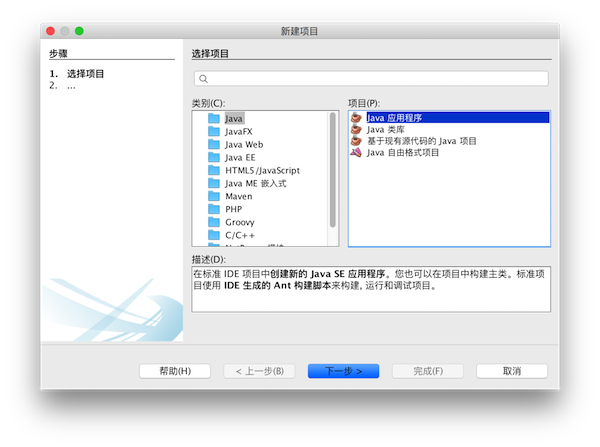 新建项目
步骤
1. 选择项目
2. ...
选择项目
类别(C):
Java
JavaFX
Java Web
Java EE
HTML5/JavaScript
Java ME 嵌入式
Maven
PHP
Groovy
C/C++
项目(P):
Java 应用程序
Java 类库
基于现有源代码的 Java 项目
Java 自由格式项目
描述(D):
在标准 IDE 项目中创建新的 Java SE 应用程序。您也可以在项目中构建主类。标准项
目使用 IDE 生成的 Ant 构建脚本来构建, 运行和调试项目。
帮助(H)
< 上一步(B)
下一步 >
完成(F)
取消